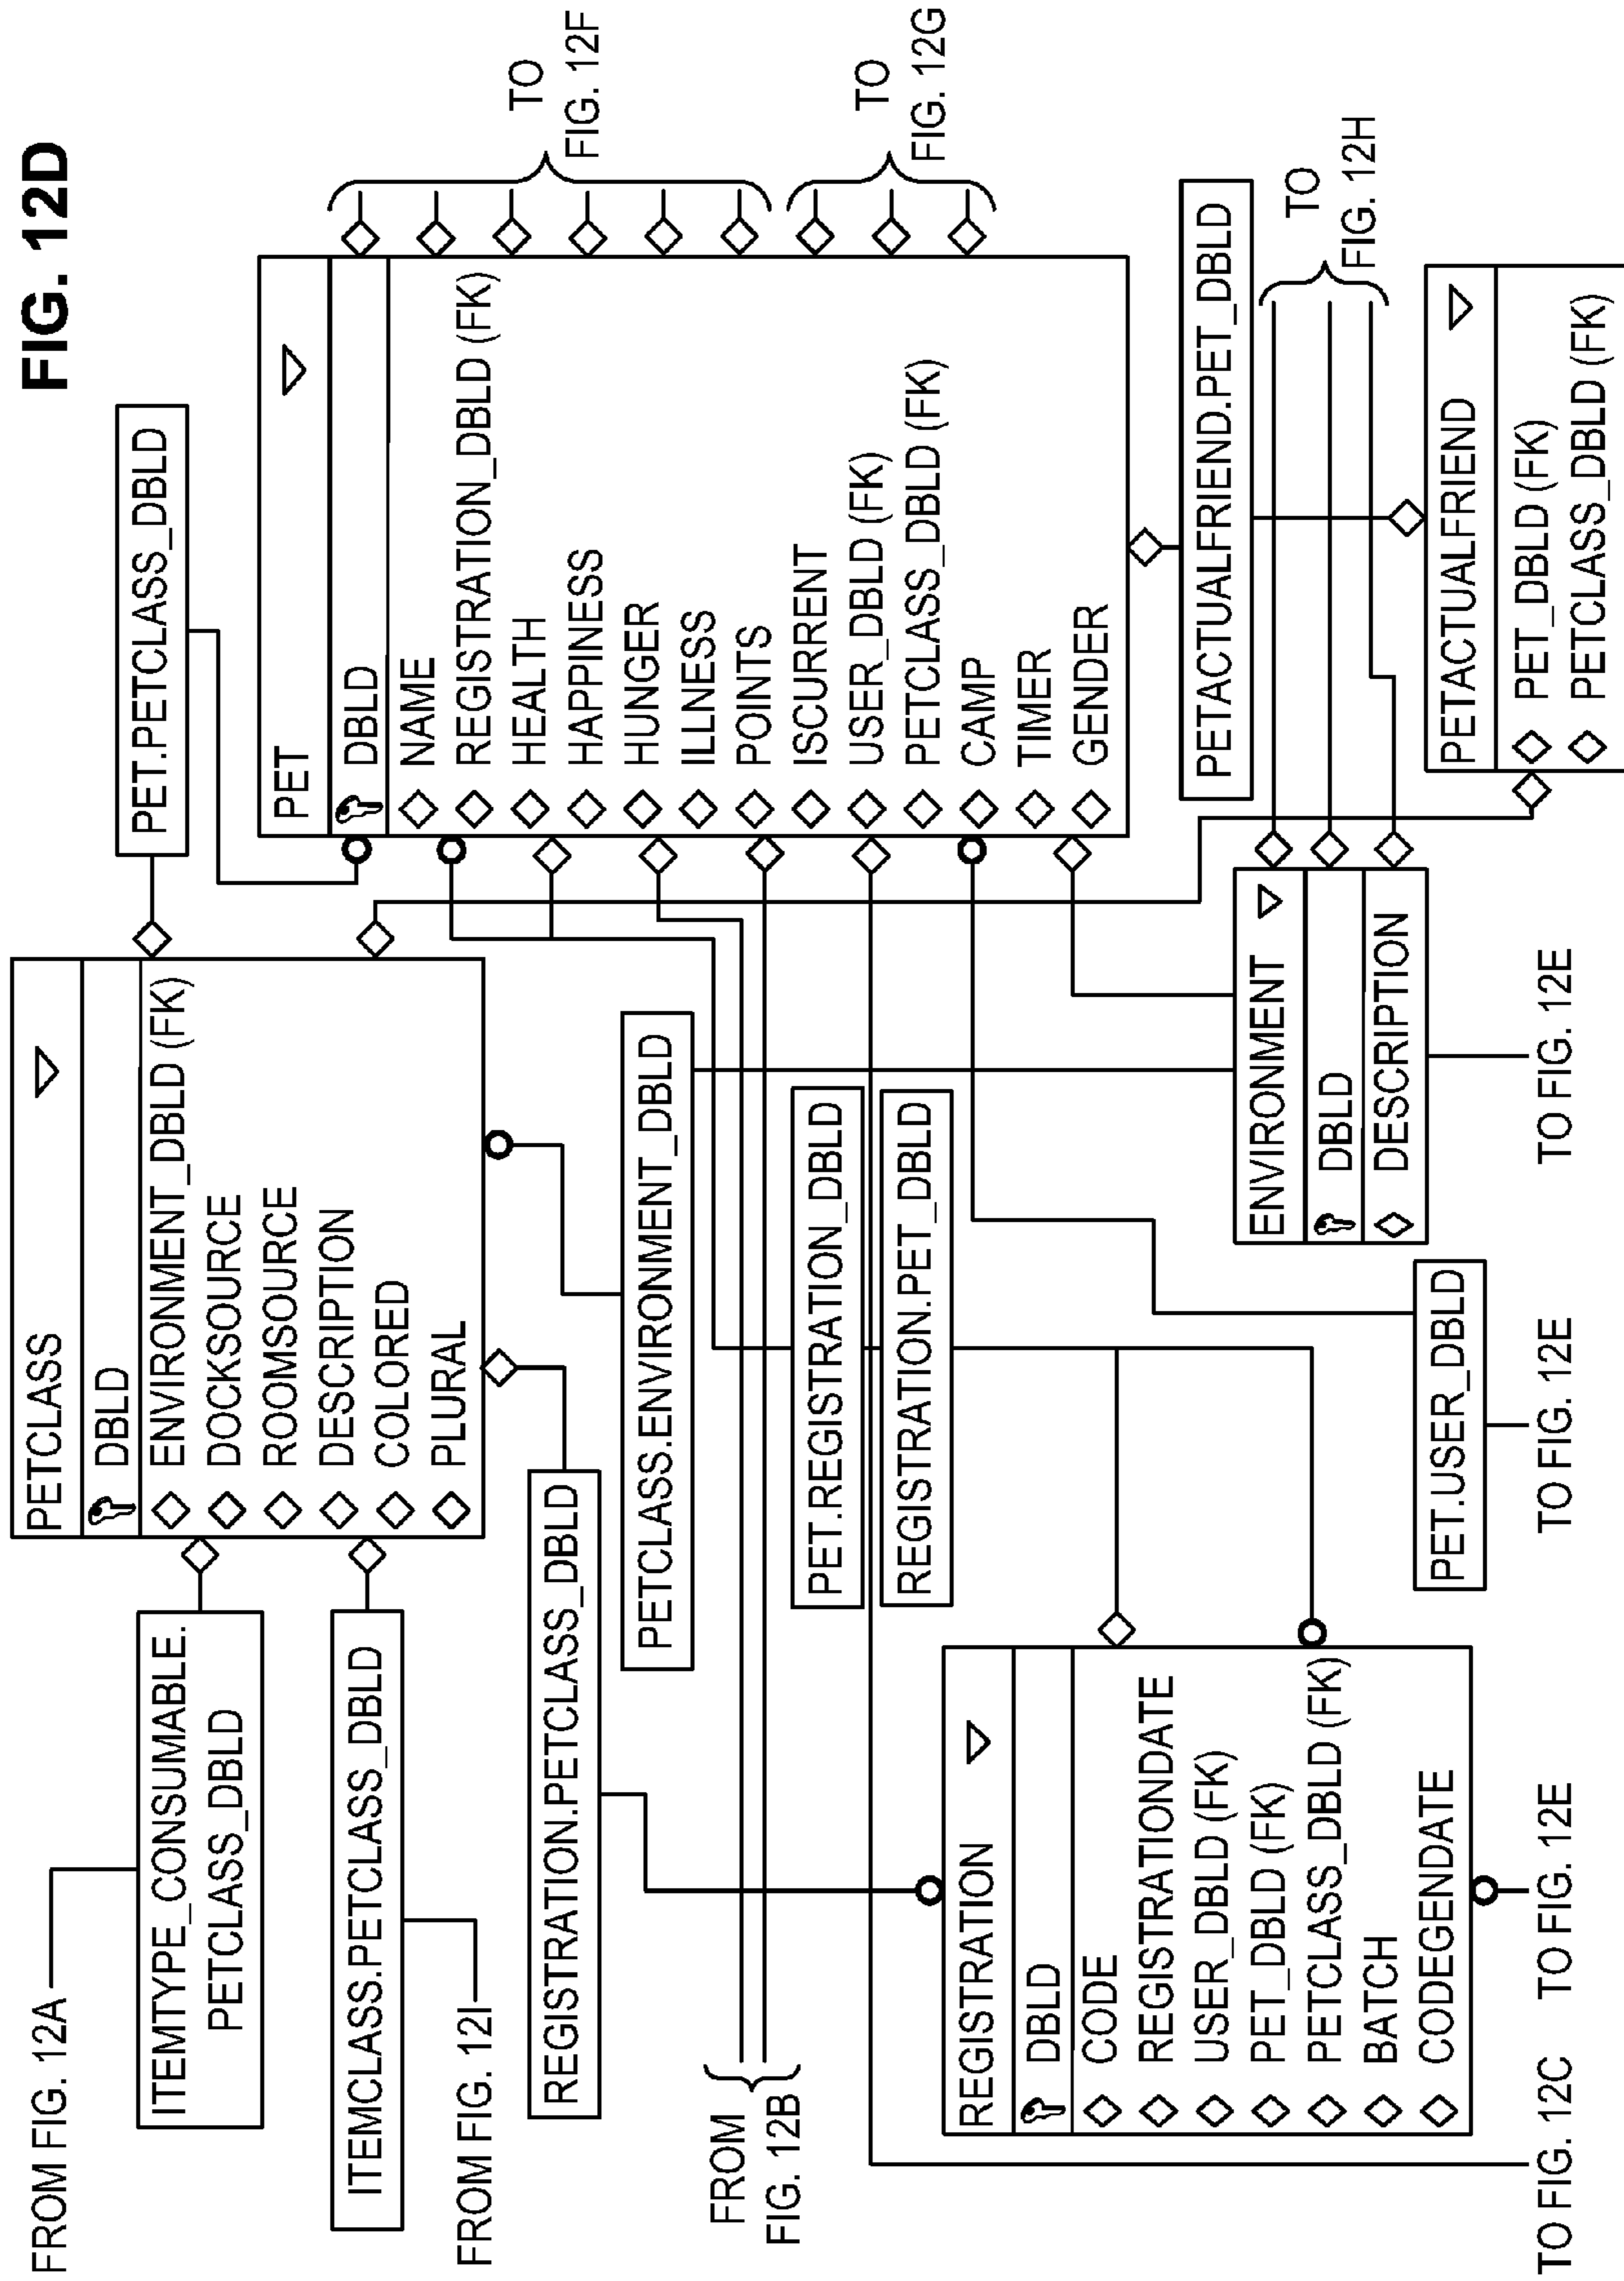 FIG. 12D
FROM FIG. 12A
ITEMTYPE_CONSUMABLE.
PETCLASS_DBLD
ITEMCLASS.PETCLASS_DBLD
FROM FIG. 12I
PETCLASS
DBLD
ENVIRONMENT_DBLD (FK)
DOCKSOURCE
ROOMSOURCE
DESCRIPTION
COLORED
PLURAL
PET.PETCLASS_DBLD
REGISTRATION.PETCLASS_DBLD
PETCLASS.ENVIRONMENT_DBLD
FROM
FIG. 12B
PET.REGISTRATION_DBLD
REGISTRATION.PET_DBLD
PET
DBLD
NAME
REGISTRATION_DBLD (FK)
HEALTH
HAPPINESS
HUNGER
ILLNESS
POINTS
ISCURRENT
USER_DBLD (FK)
PETCLASS_DBLD (FK)
CAMP
TIMER
GENDER
TO
FIG. 12F
TO
FIG. 12G
REGISTRATION
DBLD
CODE
REGISTRATIONDATE
USER_DBLD (FK)
PET_DBLD (FK)
PETCLASS_DBLD (FK)
BATCH
CODEGENDATE
ENVIRONMENT
DBLD
DESCRIPTION
PETACTUALFRIEND.PET_DBLD
TO
FIG. 12H
PET.USER_DBLD
PETACTUALFRIEND
PET_DBLD (FK)
PETCLASS_DBLD (FK)
TO FIG. 12C
TO FIG. 12E
TO FIG. 12E
TO FIG. 12E